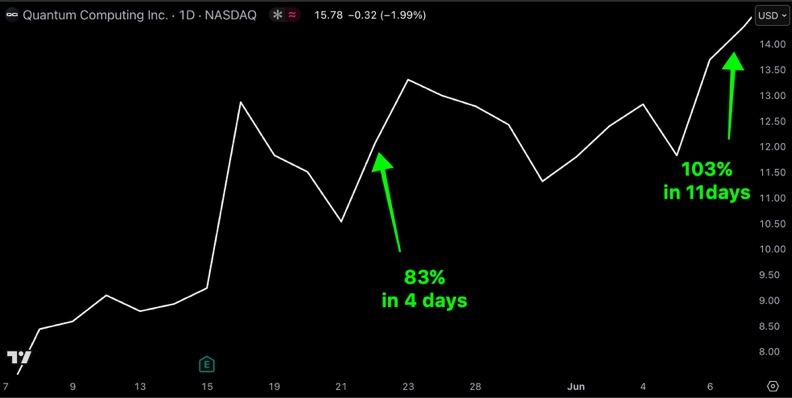 Quantum Computing Inc. · 1D · NASDAQ
15.78 −0.32 (−1.99%)
USD
14.00
13.50
13.00
12.50
12.00
11.50
11.00
10.50
10.00
9.50
9.00
8.50
8.00
103%
in 11days
83%
in 4 days
E
7 9 13 15 19 21 23 28 Jun 4 6